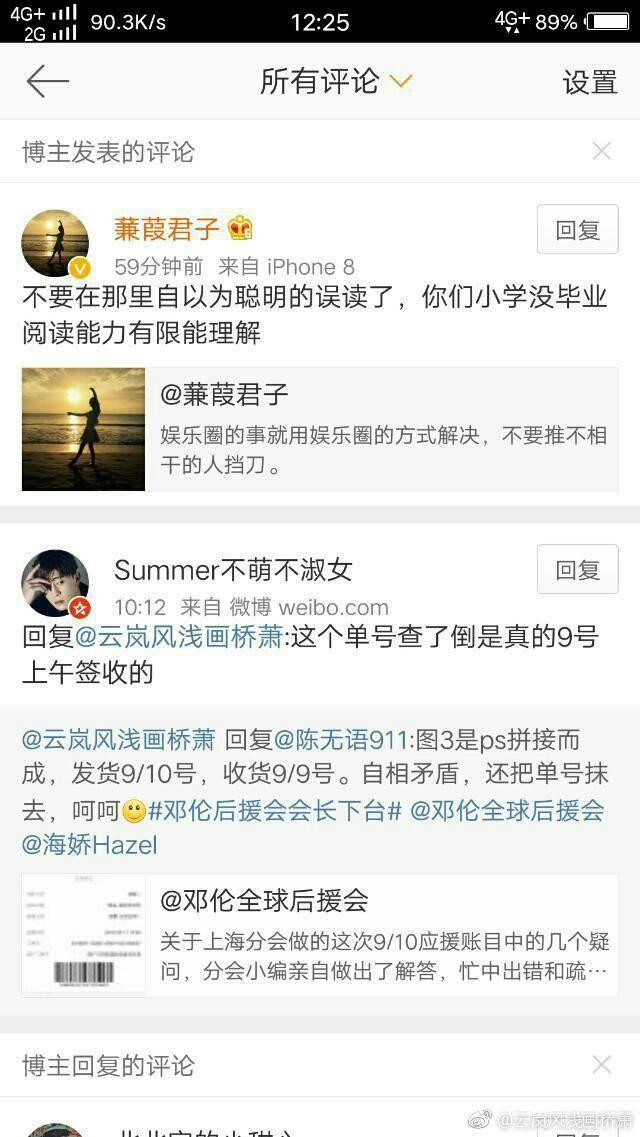 4G+ 2G 90.3K/s 12:25 4G+ 89%
所有评论 设置
博主发表的评论
蒹葭君子
回复
59分钟前 来自 iPhone 8
不要在那里自以为聪明的误读了，你们小学没毕业
阅读能力有限能理解
@蒹葭君子
娱乐圈的事就用娱乐圈的方式解决，不要推不相
干的人挡刀。
Summer不萌不淑女
回复
10:12 来自 微博 weibo.com
回复@云岚风浅画桥萧:这个单号查了倒是真的9号
上午签收的
@云岚风浅画桥萧 回复@陈无语911:图3是ps拼接而
成，发货9/10号，收货9/9号。自相矛盾，还把单号抹
去，呵呵#邓伦后援会会长下台# @邓伦全球后援会
@海娇Hazel
@邓伦全球后援会
关于上海分会做的这次9/10应援账目中的几个疑
问，分会小编亲自做出了解答，忙中出错和疏…
博主回复的评论
@云岚风浅画桥萧